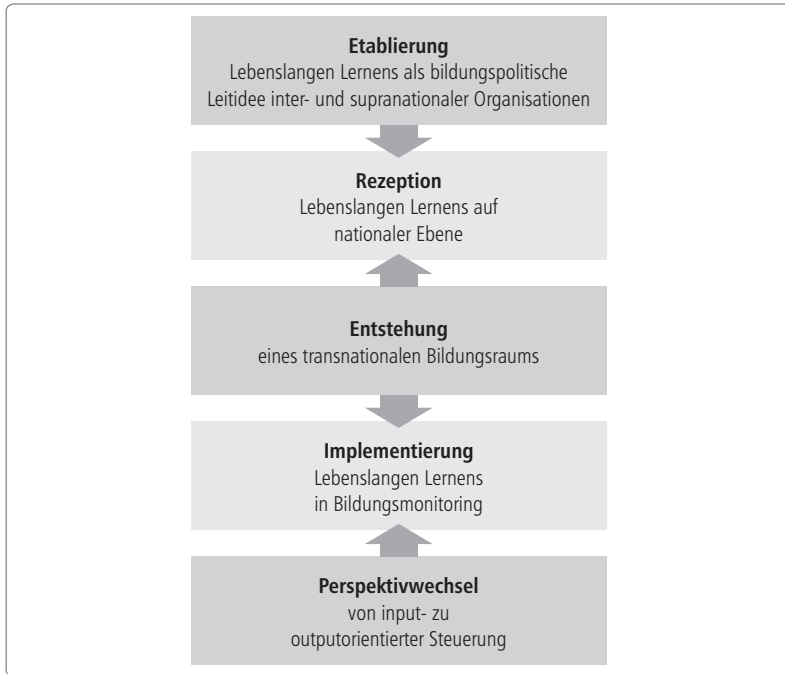 Etablierung
Lebenslangen Lernens als bildungspolitische
Leitidee inter- und supranationaler Organisationen
Rezeption
Lebenslangen Lernens auf
nationaler Ebene
Entstehung
eines transnationalen Bildungsraums
Implementierung
Lebenslangen Lernens
in Bildungsmonitoring
Perspektivwechsel
von input- zu
outputorientierter Steuerung